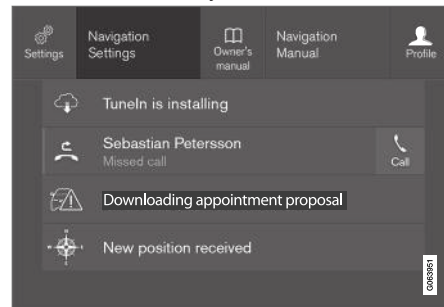 Settings
Navigation
Settings
Owner's
manual
Navigation
Manual
Profile
TuneIn is installing
Sebastian Petersson
Missed call
Call
Downloading appointment proposal
New position received
G063951